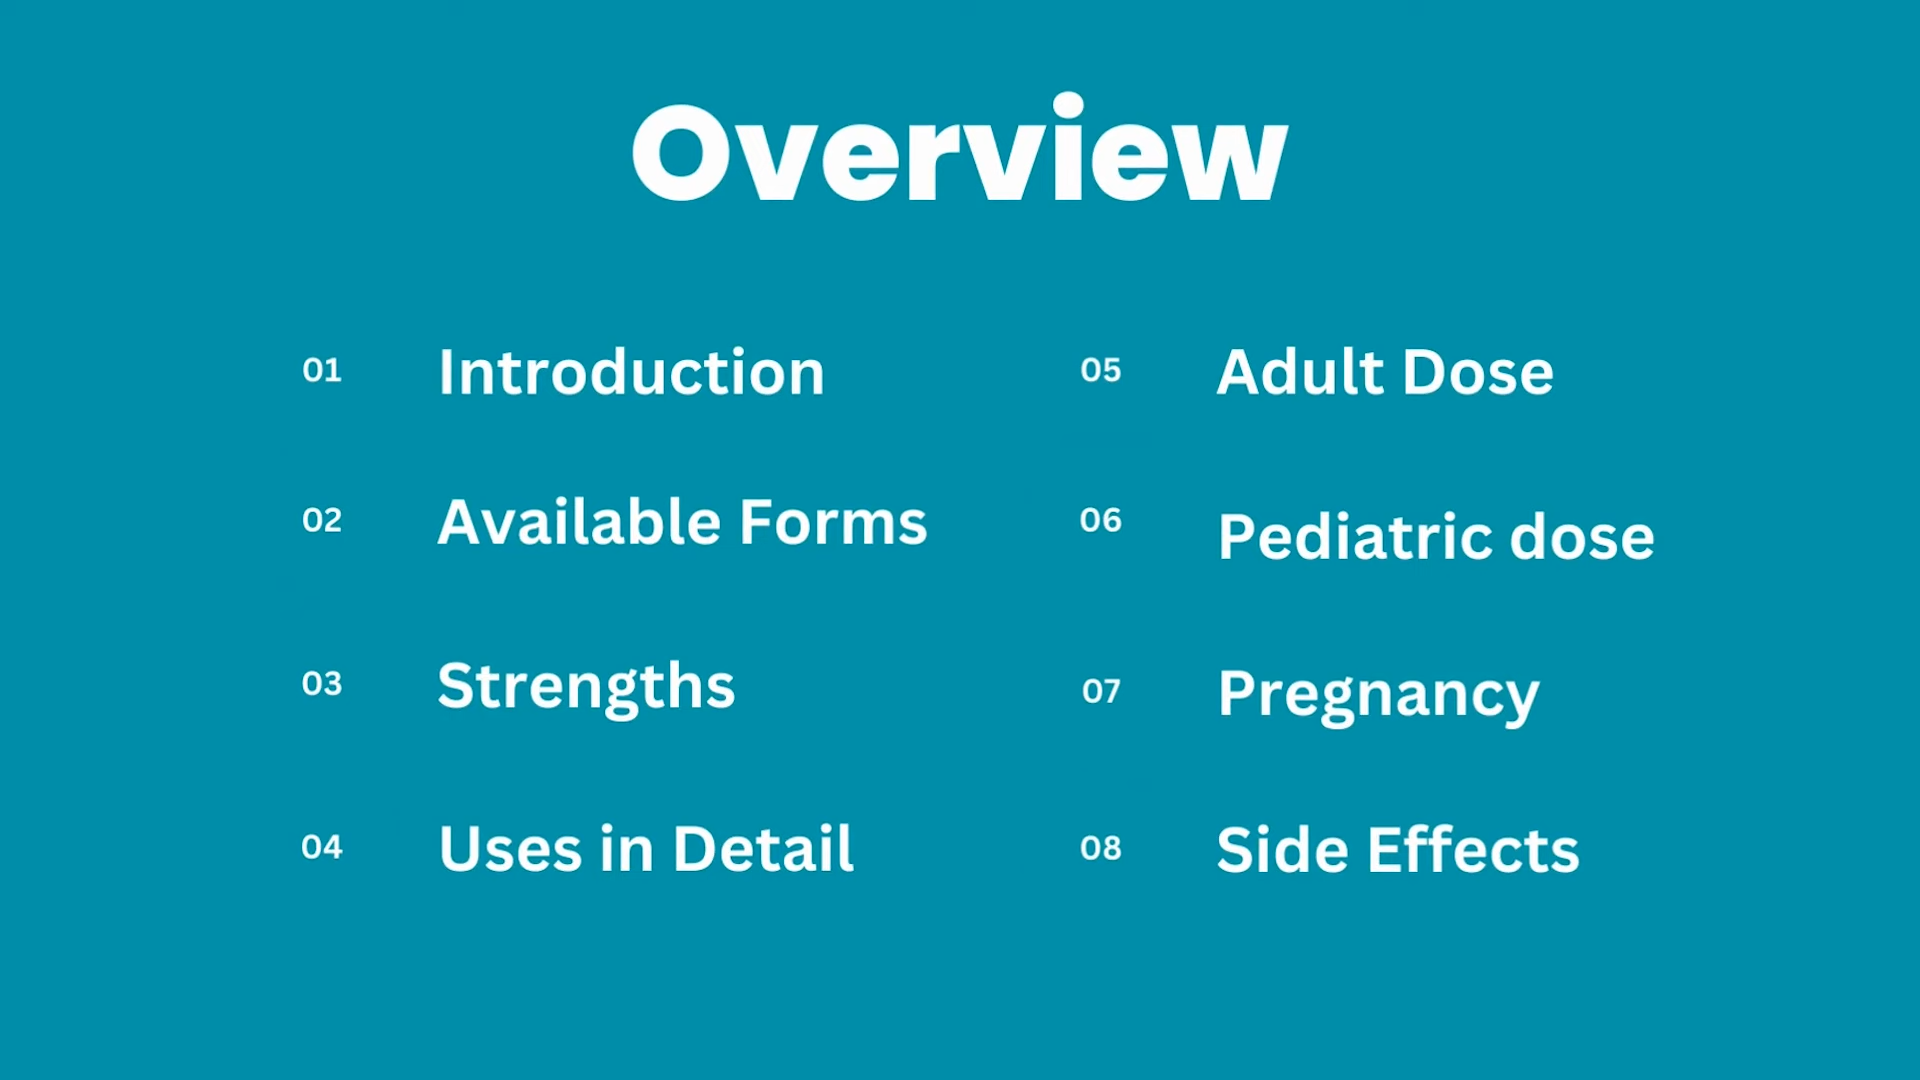 Overview
01 Introduction
02 Available Forms
03 Strengths
04 Uses in Detail
05 Adult Dose
06 Pediatric dose
07 Pregnancy
08 Side Effects